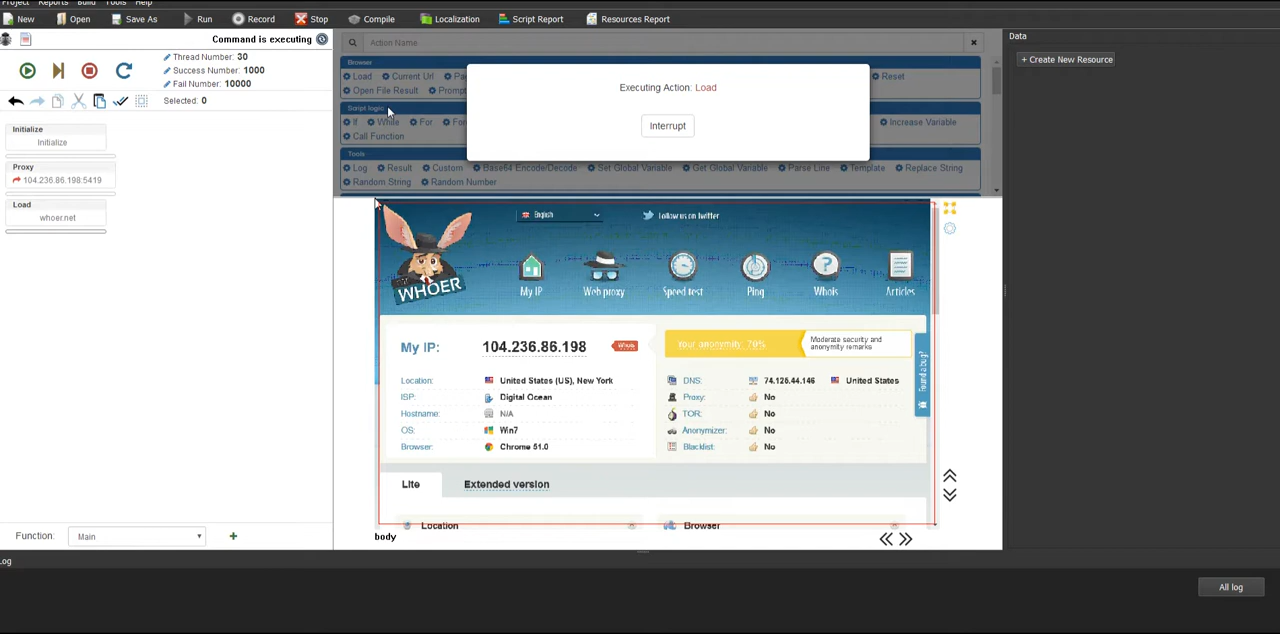 Project Reports Build Tools Help
New Open Save As Run Record Stop Compile Localization Script Report Resources Report
Command is executing
Thread Number: 30
Success Number: 1000
Fail Number: 10000
Selected: 0
Initialize
Initialize
Proxy
104.236.86.198:5419
Load
whoer.net
Function: Main
Action Name
Browser
Load Current Url Reset
Open File Result
Script logic
If While For Increase Variable
Call Function
Tools
Log Result Custom Base64 Encode/Decode Set Global Variable Get Global Variable Parse Line Template Replace String
Random String Random Number
Executing Action: Load
Interrupt
English Follow us on twitter
WHOER
My IP Web proxy Speed test Ping Whois Articles
My IP: 104.236.86.198 Whois
Your anonymity: 70% Moderate security and
anonymity remarks
Location: United States (US), New York
ISP: Digital Ocean
Hostname: N/A
OS: Win7
Browser: Chrome 51.0
DNS: 74.125.44.146 United States
Proxy: No
TOR: No
Anonymizer: No
Blacklist: No
Found a bug?
Lite Extended version
Location Browser
body
Data
+ Create New Resource
Log
All log